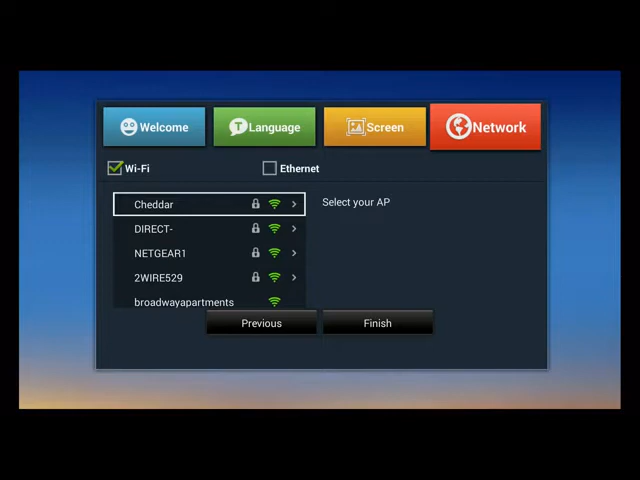 Welcome
Language
Screen
Network
Wi-Fi
Ethernet
Cheddar
Select your AP
DIRECT-
NETGEAR1
2WIRE529
broadwayapartments
Previous
Finish